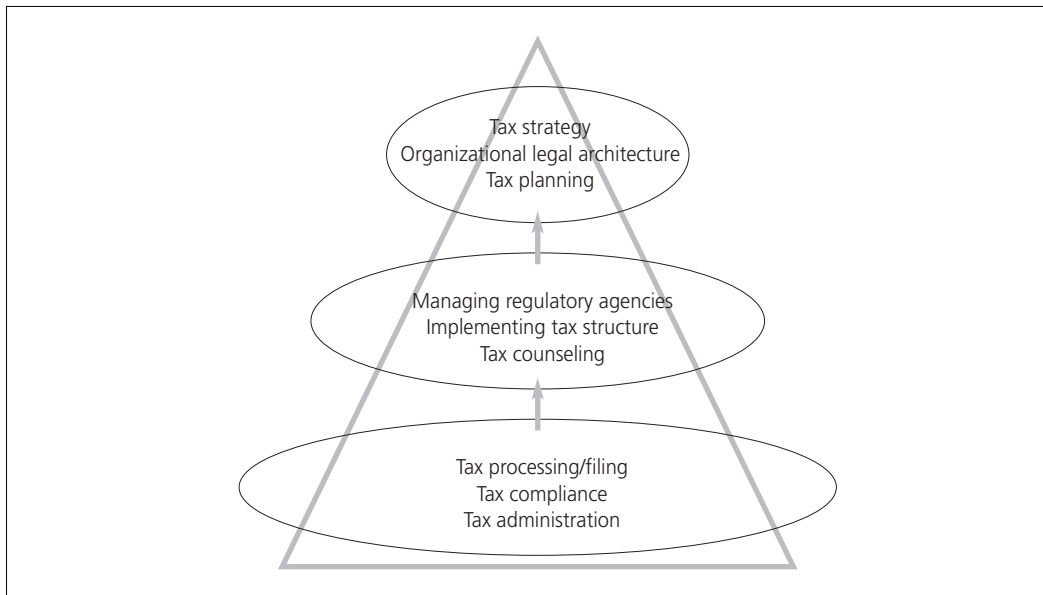 Tax strategy
Organizational legal architecture
Tax planning
Managing regulatory agencies
Implementing tax structure
Tax counseling
Tax processing/filing
Tax compliance
Tax administration